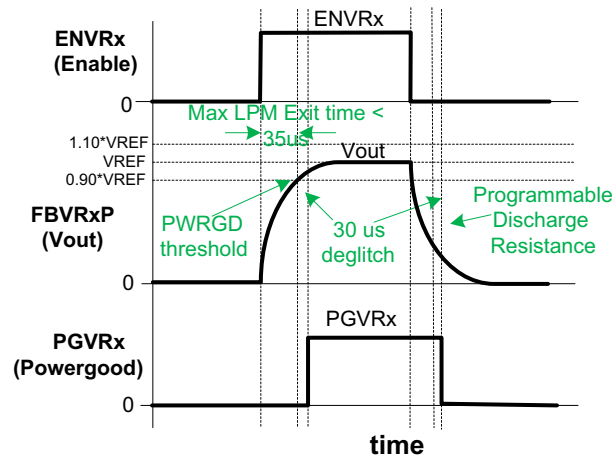 ENVRx
ENVRx
(Enable)
0
Max LPM Exit time <
35us
1.10*VREF
VREF
0.90*VREF
Vout
FBVRxP
(Vout)
PWRGD
threshold
30 us
deglitch
Programmable
Discharge
Resistance
0
PGVRx
PGVRx
(Powergood)
0
time